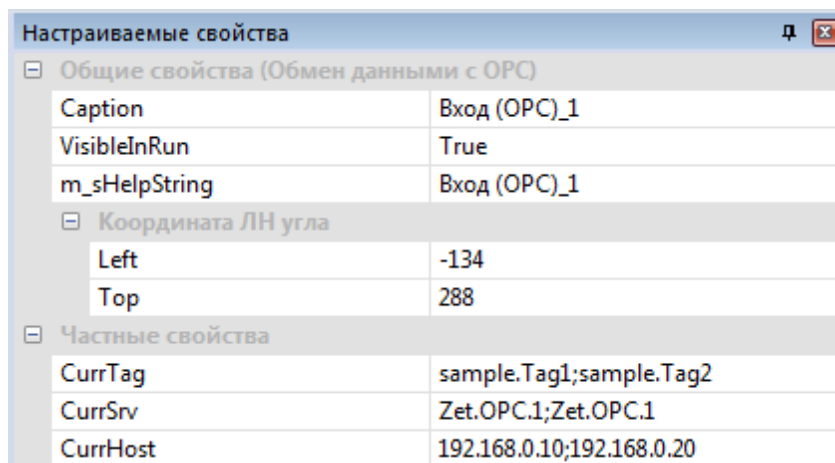 Настраиваемые свойства
Общие свойства (Обмен данными с OPC)
Caption Вход (OPC)_1
VisibleInRun True
m_sHelpString Вход (OPC)_1
Координата ЛН угла
Left -134
Top 288
Частные свойства
CurrTag sample.Tag1;sample.Tag2
CurrSrv Zet.OPC.1;Zet.OPC.1
CurrHost 192.168.0.10;192.168.0.20